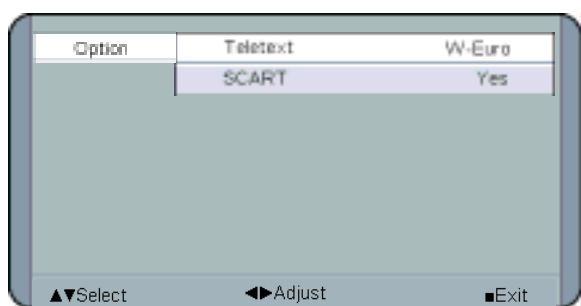 Option Teletext W-Euro
SCART Yes
▲▼Select ◀▶Adjust ■Exit